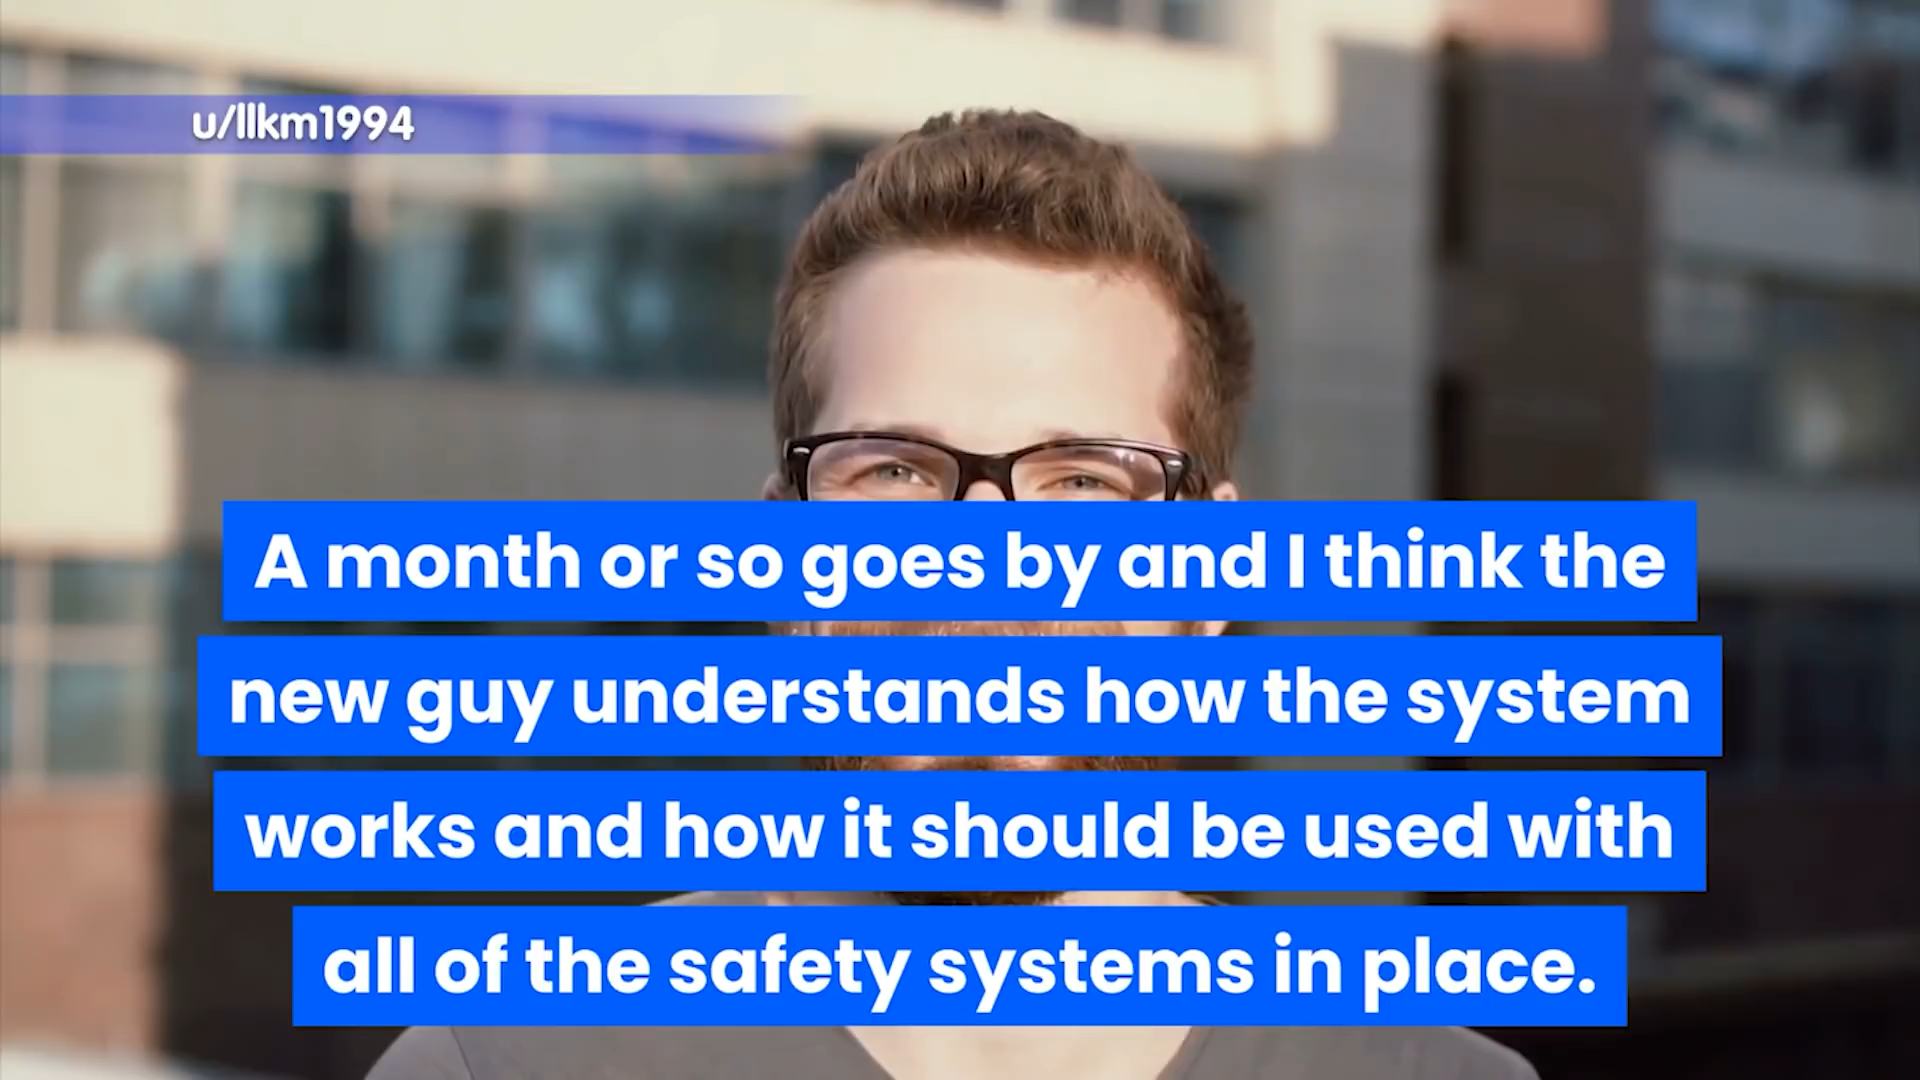 u/llkm1994
A month or so goes by and I think the
new guy understands how the system
works and how it should be used with
all of the safety systems in place.